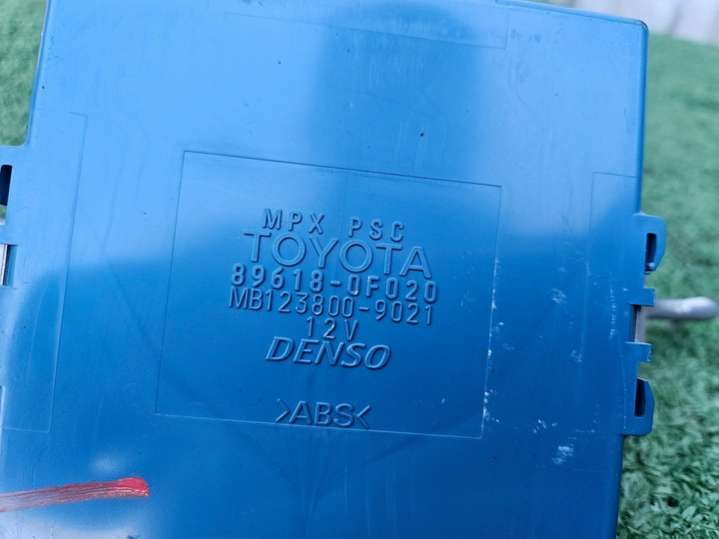 MPX PSC
TOYOTA
89618-0F020
MB123800-9021
12V
DENSO
>ABS<